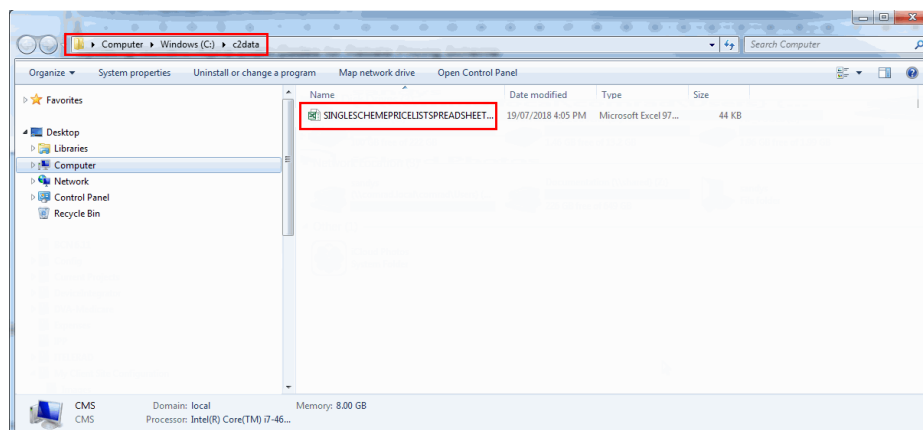 Computer ▸ Windows (C:) ▸ c2data
Search Computer
Organize ▾ System properties Uninstall or change a program Map network drive Open Control Panel
Favorites
Desktop
Libraries
Computer
Network
Control Panel
Recycle Bin
Name Date modified Type Size
SINGLESCHEMEPRICELISTSPREADSHEET... 19/07/2018 4:05 PM Microsoft Excel 97... 44 KB
CMS Domain: local Memory: 8.00 GB
CMS Processor: Intel(R) Core(TM) i7-46...